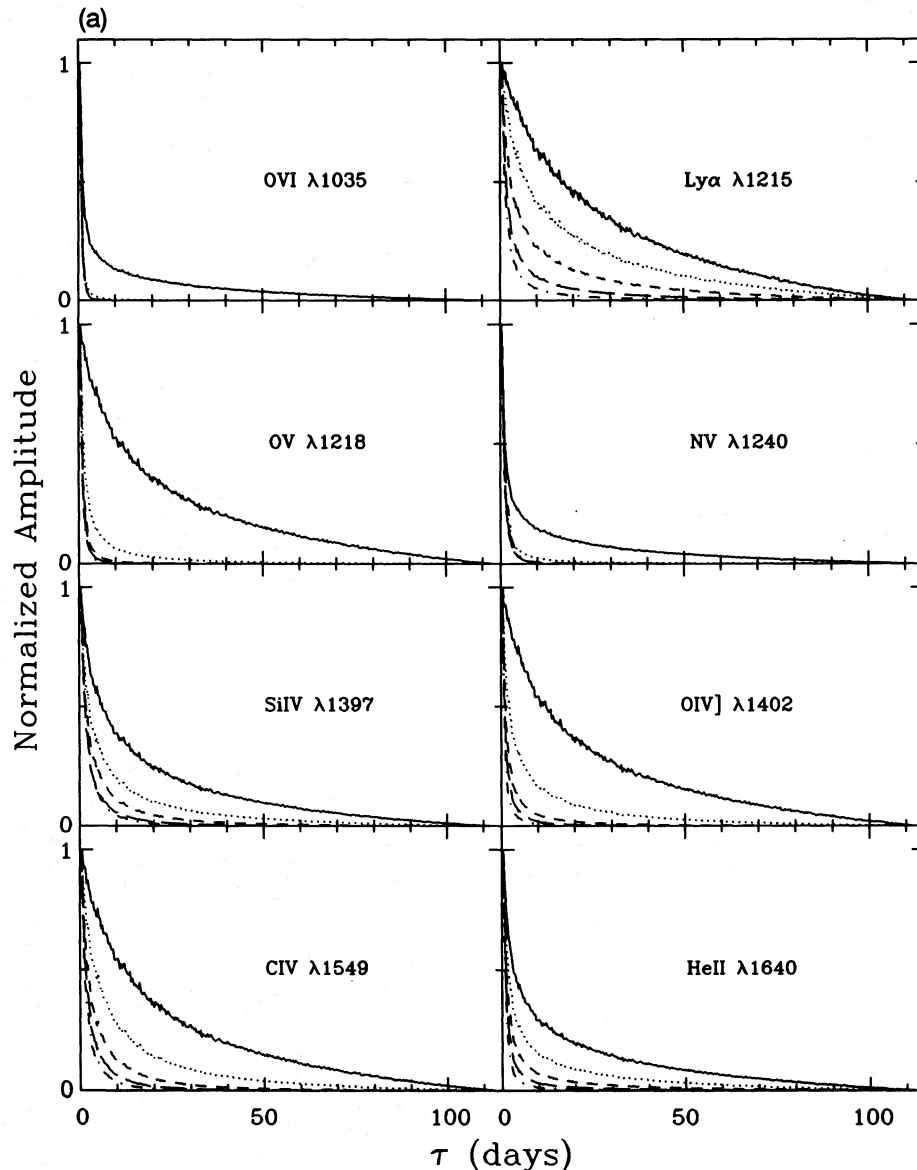 (a)
1
OVI λ1035
Lyα λ1215
0
1
OV λ1218
NV λ1240
0
1
SiIV λ1397
OIV] λ1402
0
1
CIV λ1549
HeII λ1640
0
0 50 100 0 50 100
τ (days)
Normalized Amplitude